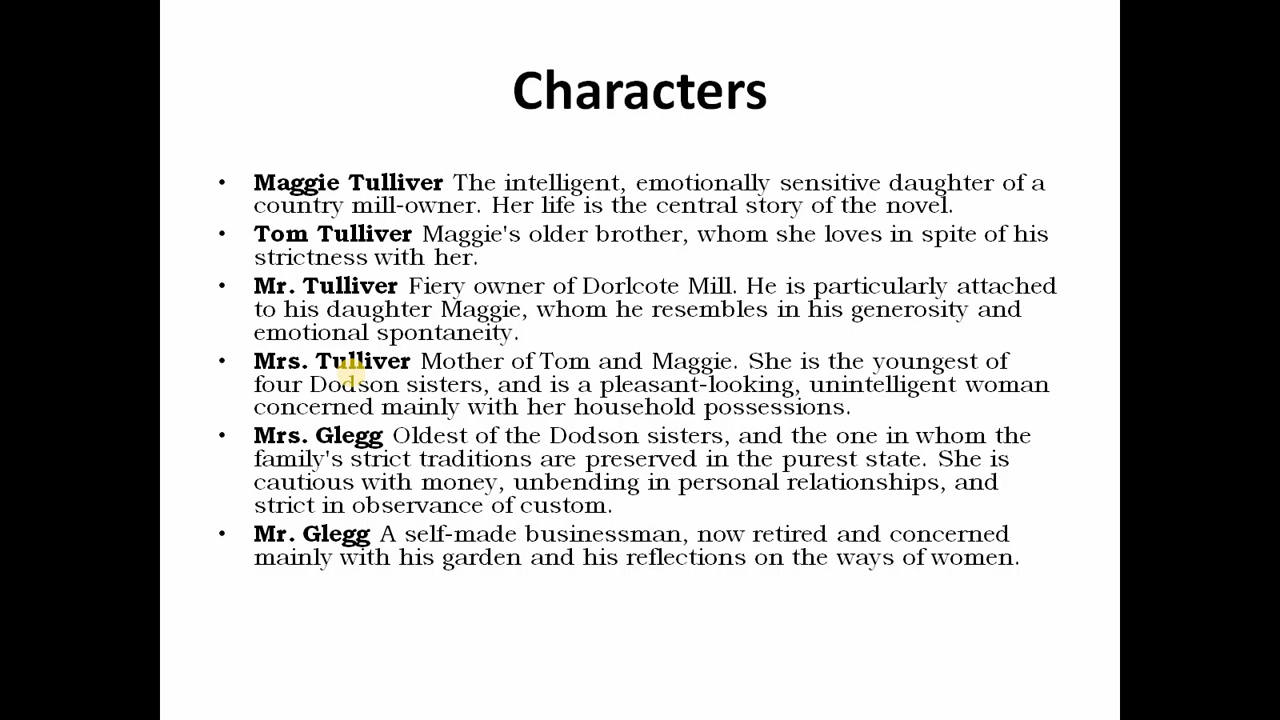 Characters
• Maggie Tulliver The intelligent, emotionally sensitive daughter of a
country mill-owner. Her life is the central story of the novel.
• Tom Tulliver Maggie's older brother, whom she loves in spite of his
strictness with her.
• Mr. Tulliver Fiery owner of Dorlcote Mill. He is particularly attached
to his daughter Maggie, whom he resembles in his generosity and
emotional spontaneity.
• Mrs. Tulliver Mother of Tom and Maggie. She is the youngest of
four Dodson sisters, and is a pleasant-looking, unintelligent woman
concerned mainly with her household possessions.
• Mrs. Glegg Oldest of the Dodson sisters, and the one in whom the
family's strict traditions are preserved in the purest state. She is
cautious with money, unbending in personal relationships, and
strict in observance of custom.
• Mr. Glegg A self-made businessman, now retired and concerned
mainly with his garden and his reflections on the ways of women.